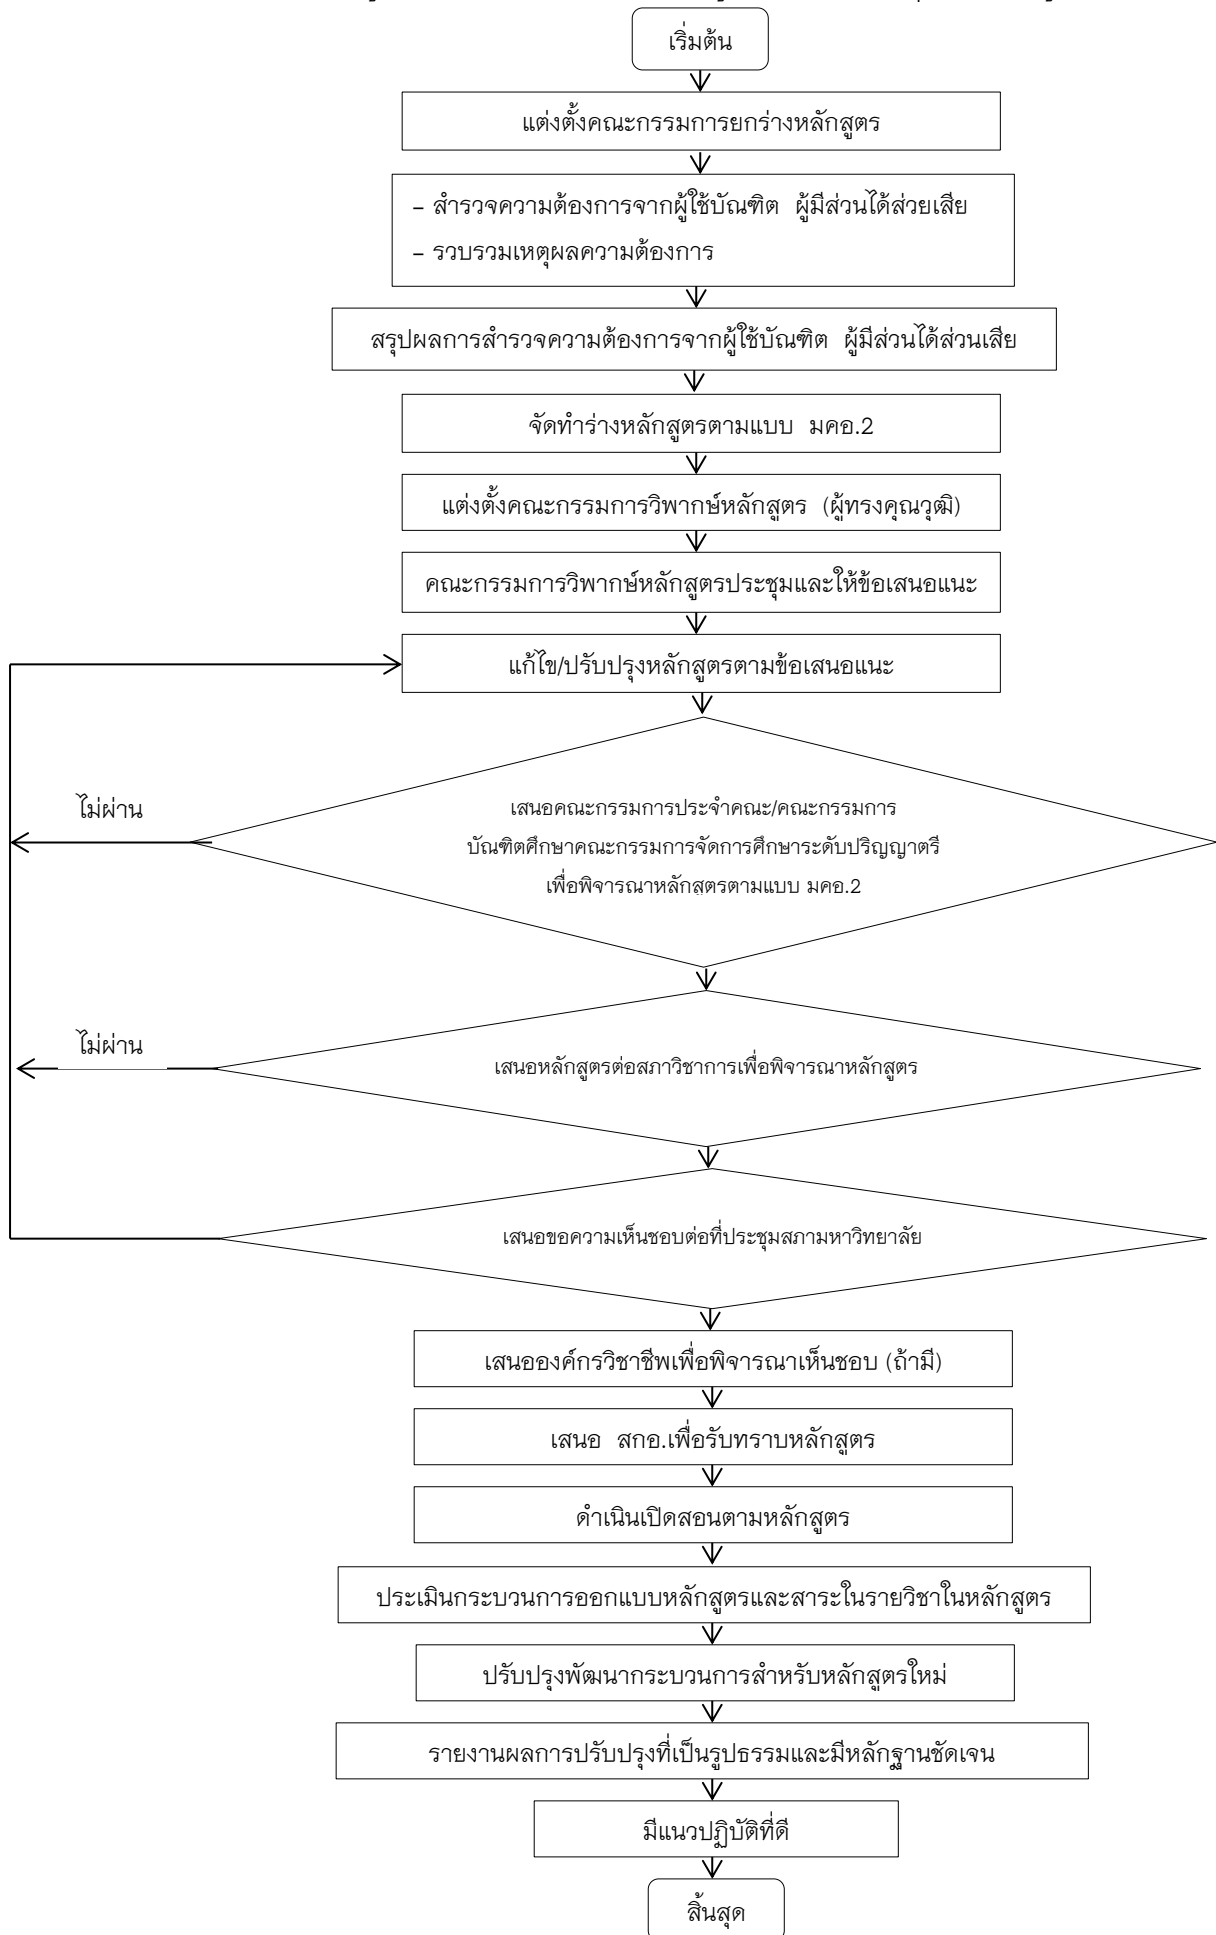 เริ่มต้น
แต่งตั้งคณะกรรมการยกร่างหลักสูตร
– สำรวจความต้องการจากผู้ใช้บัณฑิต ผู้มีส่วนได้ส่วยเสีย
– รวบรวมเหตุผลความต้องการ
สรุปผลการสำรวจความต้องการจากผู้ใช้บัณฑิต ผู้มีส่วนได้ส่วนเสีย
จัดทำร่างหลักสูตรตามแบบ มคอ.2
แต่งตั้งคณะกรรมการวิพากษ์หลักสูตร (ผู้ทรงคุณวุฒิ)
คณะกรรมการวิพากษ์หลักสูตรประชุมและให้ข้อเสนอแนะ
แก้ไข/ปรับปรุงหลักสูตรตามข้อเสนอแนะ
ไม่ผ่าน
เสนอคณะกรรมการประจำคณะ/คณะกรรมการ
บัณฑิตศึกษาคณะกรรมการจัดการศึกษาระดับปริญญาตรี
เพื่อพิจารณาหลักสูตรตามแบบ มคอ.2
ไม่ผ่าน
เสนอหลักสูตรต่อสภาวิชาการเพื่อพิจารณาหลักสูตร
เสนอขอความเห็นชอบต่อที่ประชุมสภามหาวิทยาลัย
เสนอองค์กรวิชาชีพเพื่อพิจารณาเห็นชอบ (ถ้ามี)
เสนอ สกอ.เพื่อรับทราบหลักสูตร
ดำเนินเปิดสอนตามหลักสูตร
ประเมินกระบวนการออกแบบหลักสูตรและสาระในรายวิชาในหลักสูตร
ปรับปรุงพัฒนากระบวนการสำหรับหลักสูตรใหม่
รายงานผลการปรับปรุงที่เป็นรูปธรรมและมีหลักฐานชัดเจน
มีแนวปฏิบัติที่ดี
สิ้นสุด